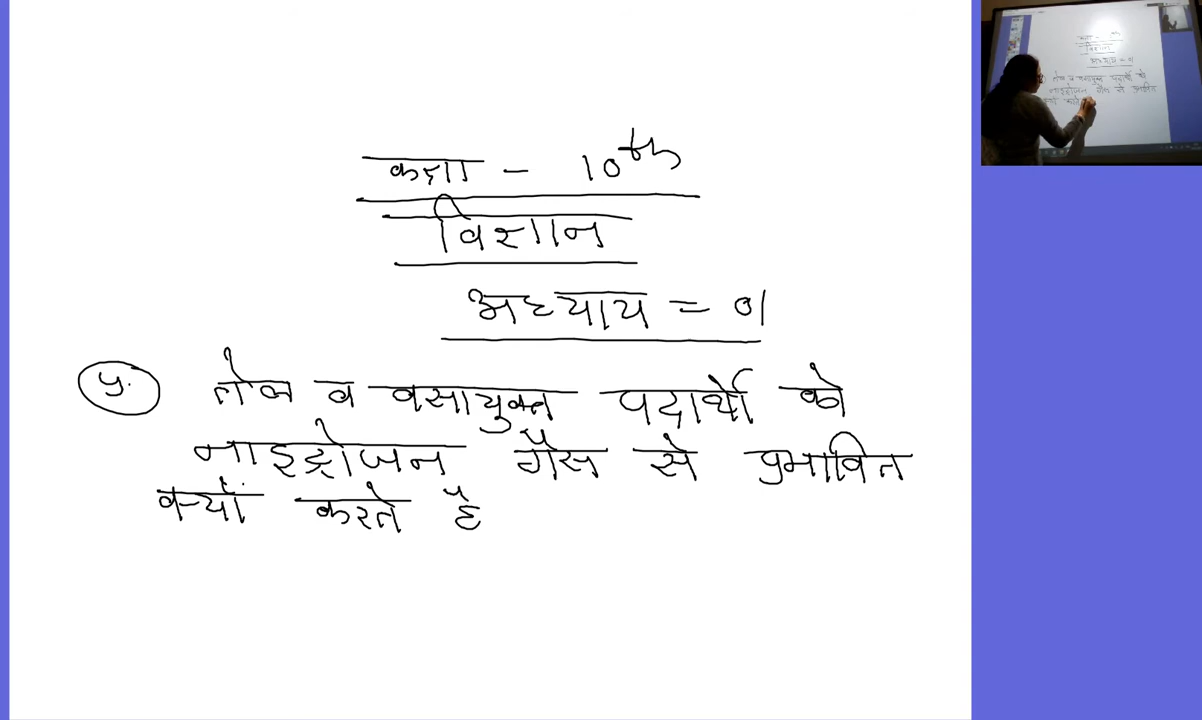 कक्षा - 10th
विज्ञान
अध्याय = 01
प्र. तेल व वसायुक्त पदार्थो को
नाइट्रोजन गैस से प्रभावित
क्यों करते है